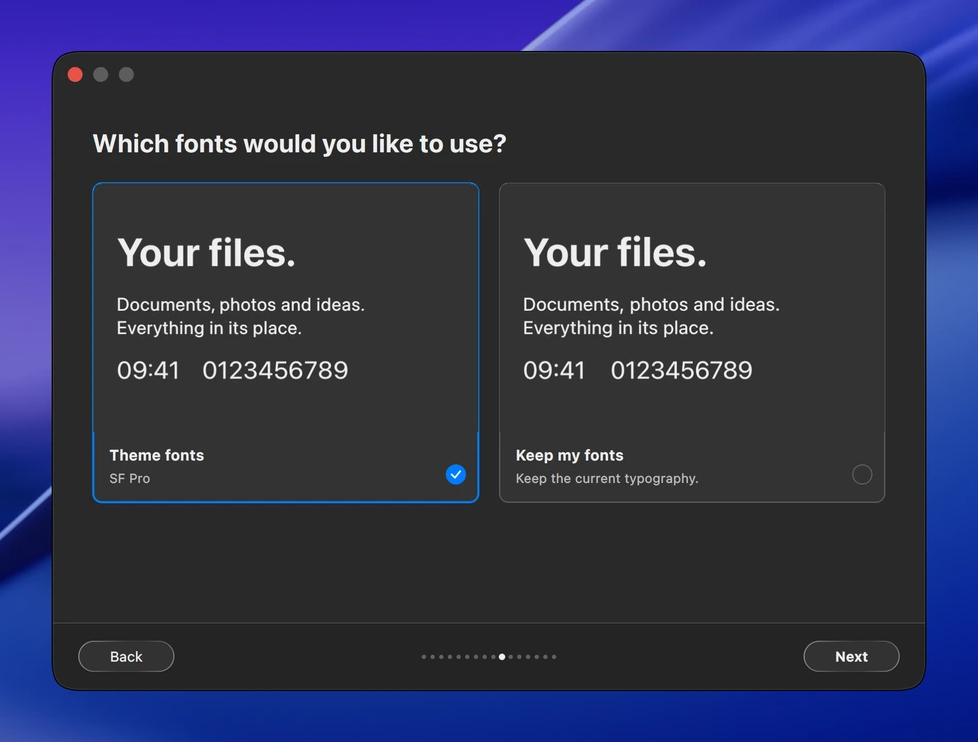 Which fonts would you like to use?
Your files.
Documents, photos and ideas.
Everything in its place.
09:41 0123456789
Theme fonts
SF Pro
Your files.
Documents, photos and ideas.
Everything in its place.
09:41 0123456789
Keep my fonts
Keep the current typography.
Back
Next